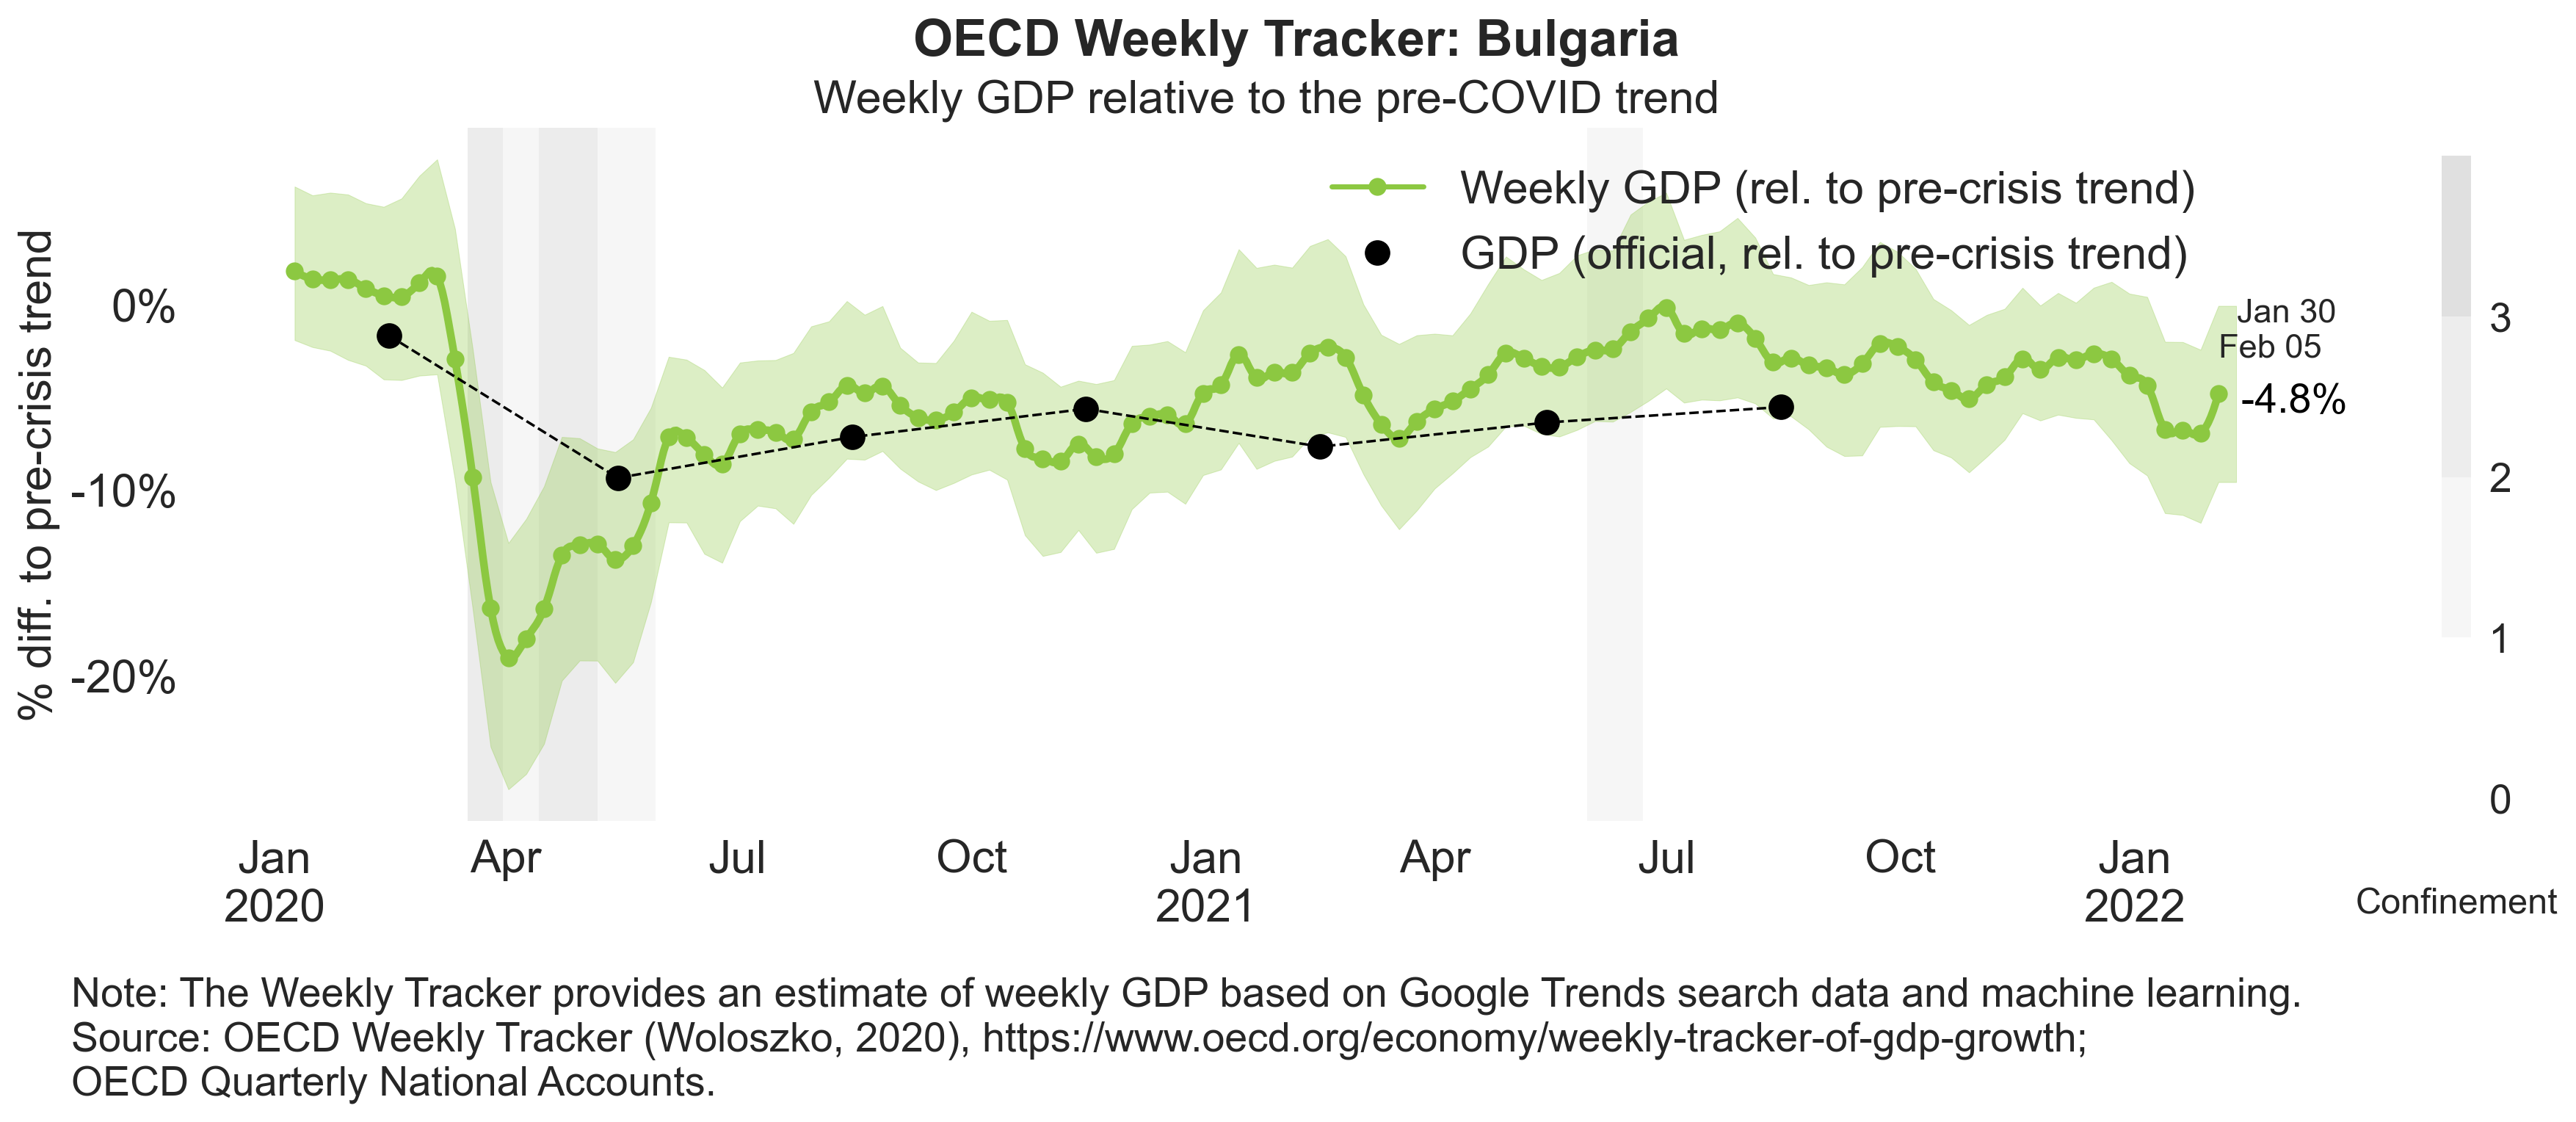 OECD Weekly Tracker: Bulgaria
Weekly GDP relative to the pre-COVID trend
% diff. to pre-crisis trend
0%
-10%
-20%
Weekly GDP (rel. to pre-crisis trend)
GDP (official, rel. to pre-crisis trend)
Jan 30
Feb 05
-4.8%
3
2
1
0
Confinement
Jan Apr Jul Oct Jan Apr Jul Oct Jan
2020 2021 2022
Note: The Weekly Tracker provides an estimate of weekly GDP based on Google Trends search data and machine learning.
Source: OECD Weekly Tracker (Woloszko, 2020), https://www.oecd.org/economy/weekly-tracker-of-gdp-growth;
OECD Quarterly National Accounts.